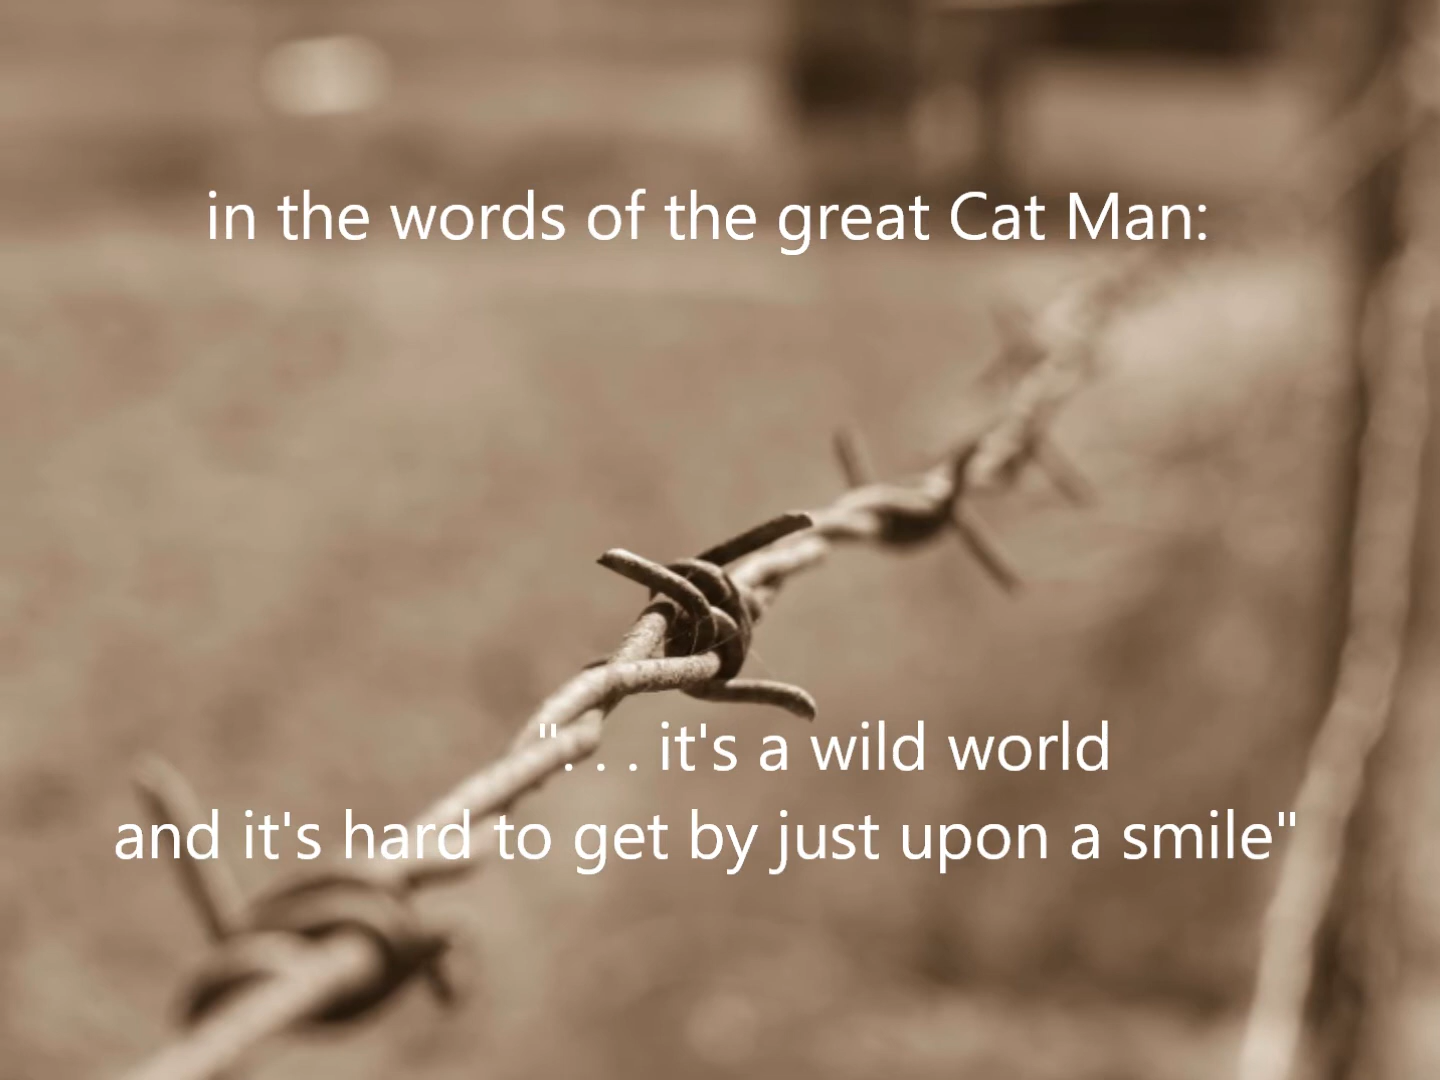 in the words of the great Cat Man:
". . . it's a wild world
and it's hard to get by just upon a smile"